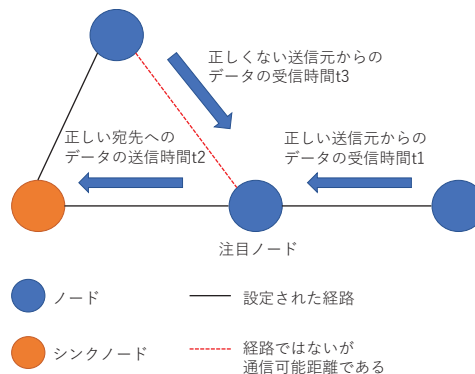 正しくない送信元からの
データの受信時間t3
正しい宛先への
データの送信時間t2
正しい送信元からの
データの受信時間t1
注目ノード
ノード
設定された経路
シンクノード
経路ではないが
通信可能距離である